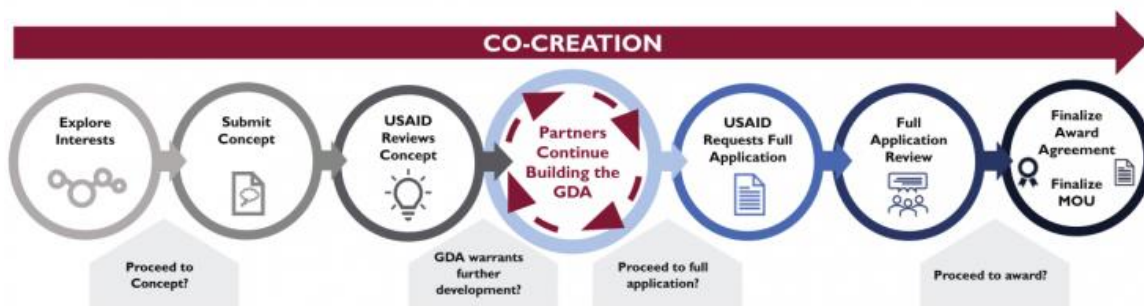 CO-CREATION
Explore
Interests
Submit
Concept
USAID
Reviews
Concept
Partners
Continue
Building the
GDA
USAID
Requests Full
Application
Full
Application
Review
Finalize
Award
Agreement
Finalize
MOU
Proceed to
Concept?
GDA warrants
further
development?
Proceed to full
application?
Proceed to award?